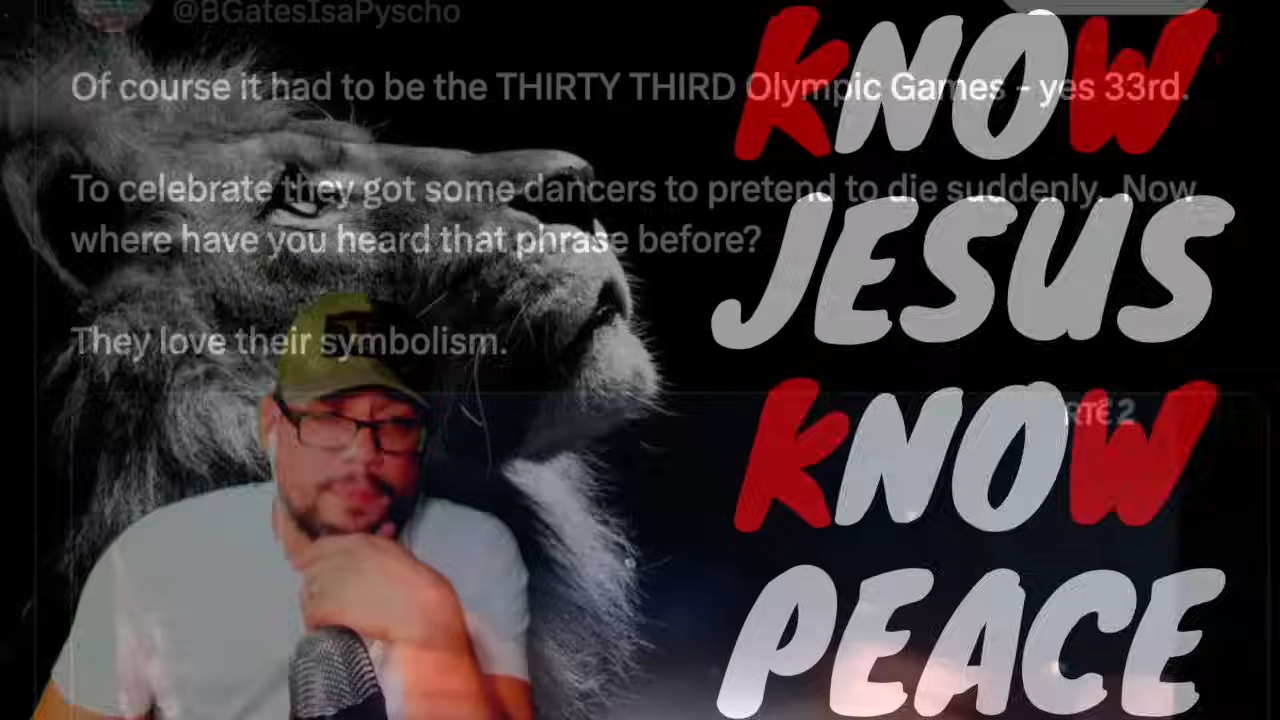 @BGatesIsaPyscho
Of course it had to be the THIRTY THIRD Olympic Games - yes 33rd.
To celebrate they got some dancers to pretend to die suddenly. Now
where have you heard that phrase before?
They love their symbolism.
KNOW
JESUS
KNOW
RTÉ 2
PEACE